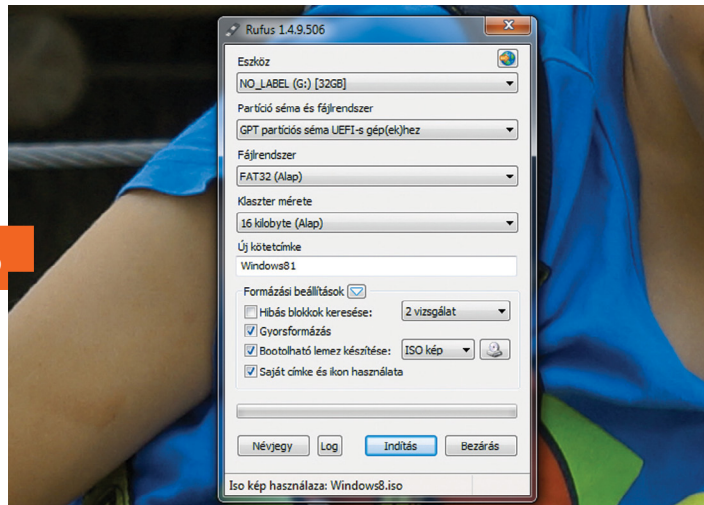 Rufus 1.4.9.506
Eszköz
NO_LABEL (G:) [32GB]
Partíció séma és fájlrendszer
GPT partíciós séma UEFI-s gép(ek)hez
Fájlrendszer
FAT32 (Alap)
Klaszter mérete
16 kilobyte (Alap)
Új kötetcímke
Windows81
Formázási beállítások
Hibás blokkok keresése: 2 vizsgálat
Gyorsformázás
Bootolható lemez készítése: ISO kép
Saját címke és ikon használata
Névjegy Log Indítás Bezárás
Iso kép használaza: Windows8.iso